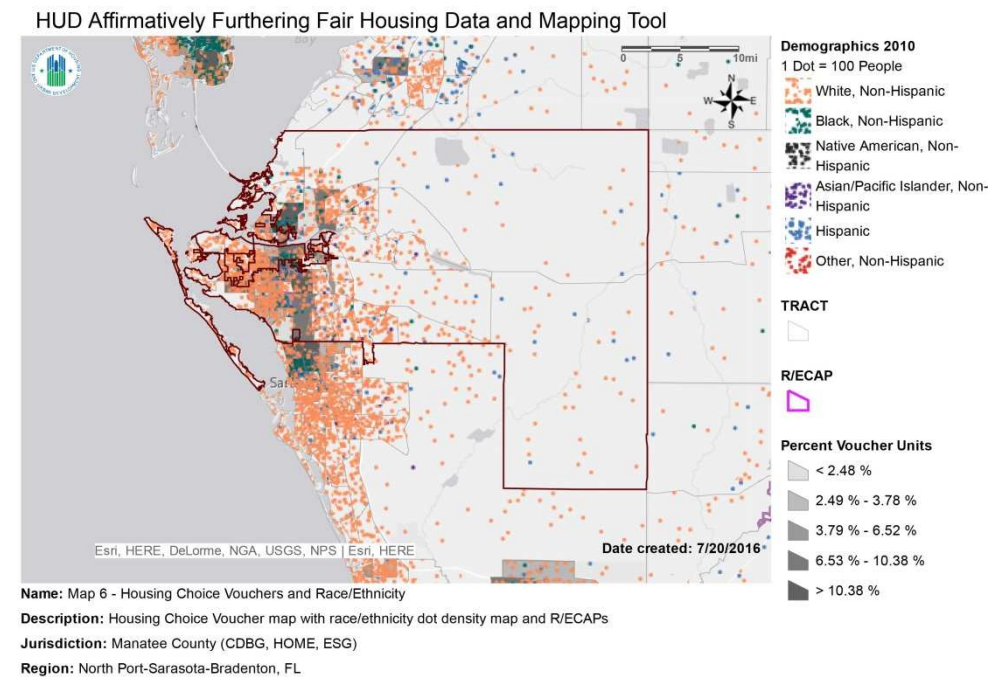 HUD Affirmatively Furthering Fair Housing Data and Mapping Tool
Bay
0 5 10mi
N
W E
S
Sar
Esri, HERE, DeLorme, NGA, USGS, NPS | Esri, HERE
Date created: 7/20/2016
Demographics 2010
1 Dot = 100 People
White, Non-Hispanic
Black, Non-Hispanic
Native American, Non-
Hispanic
Asian/Pacific Islander, Non-
Hispanic
Hispanic
Other, Non-Hispanic
TRACT
R/ECAP
Percent Voucher Units
< 2.48 %
2.49 % - 3.78 %
3.79 % - 6.52 %
6.53 % - 10.38 %
> 10.38 %
Name: Map 6 - Housing Choice Vouchers and Race/Ethnicity
Description: Housing Choice Voucher map with race/ethnicity dot density map and R/ECAPs
Jurisdiction: Manatee County (CDBG, HOME, ESG)
Region: North Port-Sarasota-Bradenton, FL